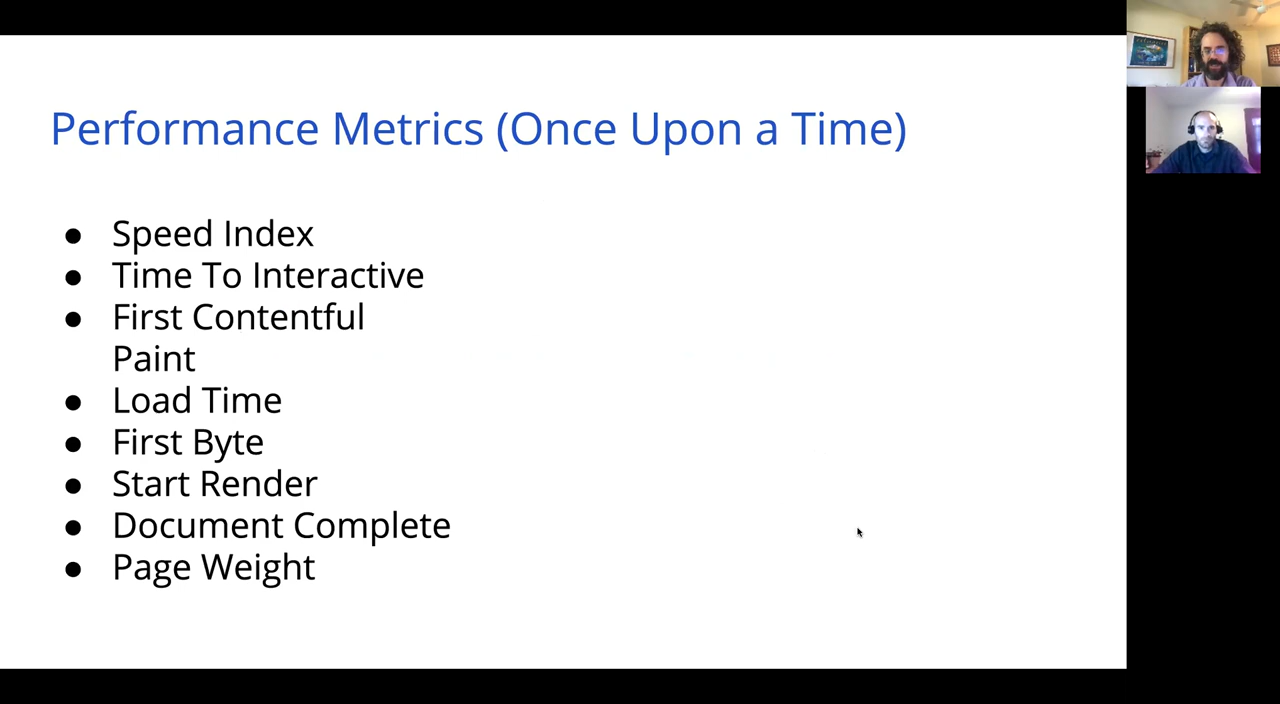 Performance Metrics (Once Upon a Time)
● Speed Index
● Time To Interactive
● First Contentful
Paint
● Load Time
● First Byte
● Start Render
● Document Complete
● Page Weight